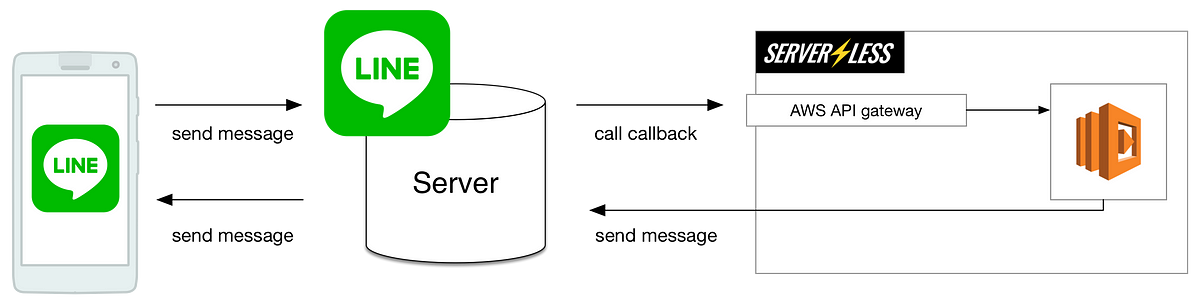 LINE
send message
send message
LINE
Server
call callback
send message
SERVERLESS
AWS API gateway